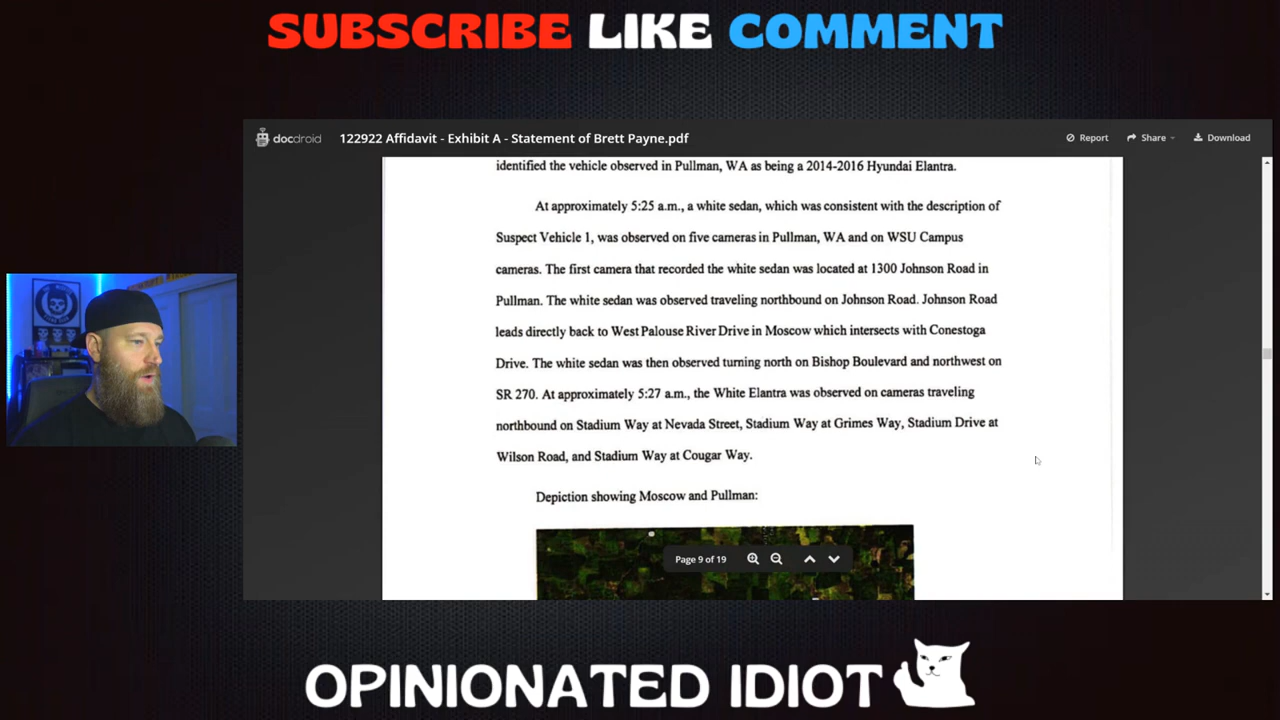 SUBSCRIBE LIKE COMMENT
docdroid
122922 Affidavit - Exhibit A - Statement of Brett Payne.pdf
Report
Share
Download
identified the vehicle observed in Pullman, WA as being a 2014-2016 Hyundai Elantra.
At approximately 5:25 a.m., a white sedan, which was consistent with the description of
Suspect Vehicle 1, was observed on five cameras in Pullman, WA and on WSU Campus
cameras. The first camera that recorded the white sedan was located at 1300 Johnson Road in
Pullman. The white sedan was observed traveling northbound on Johnson Road. Johnson Road
leads directly back to West Palouse River Drive in Moscow which intersects with Conestoga
Drive. The white sedan was then observed turning north on Bishop Boulevard and northwest on
SR 270. At approximately 5:27 a.m., the White Elantra was observed on cameras traveling
northbound on Stadium Way at Nevada Street, Stadium Way at Grimes Way, Stadium Drive at
Wilson Road, and Stadium Way at Cougar Way.
Depiction showing Moscow and Pullman:
Page 9 of 19
OPINIONATED IDIOT